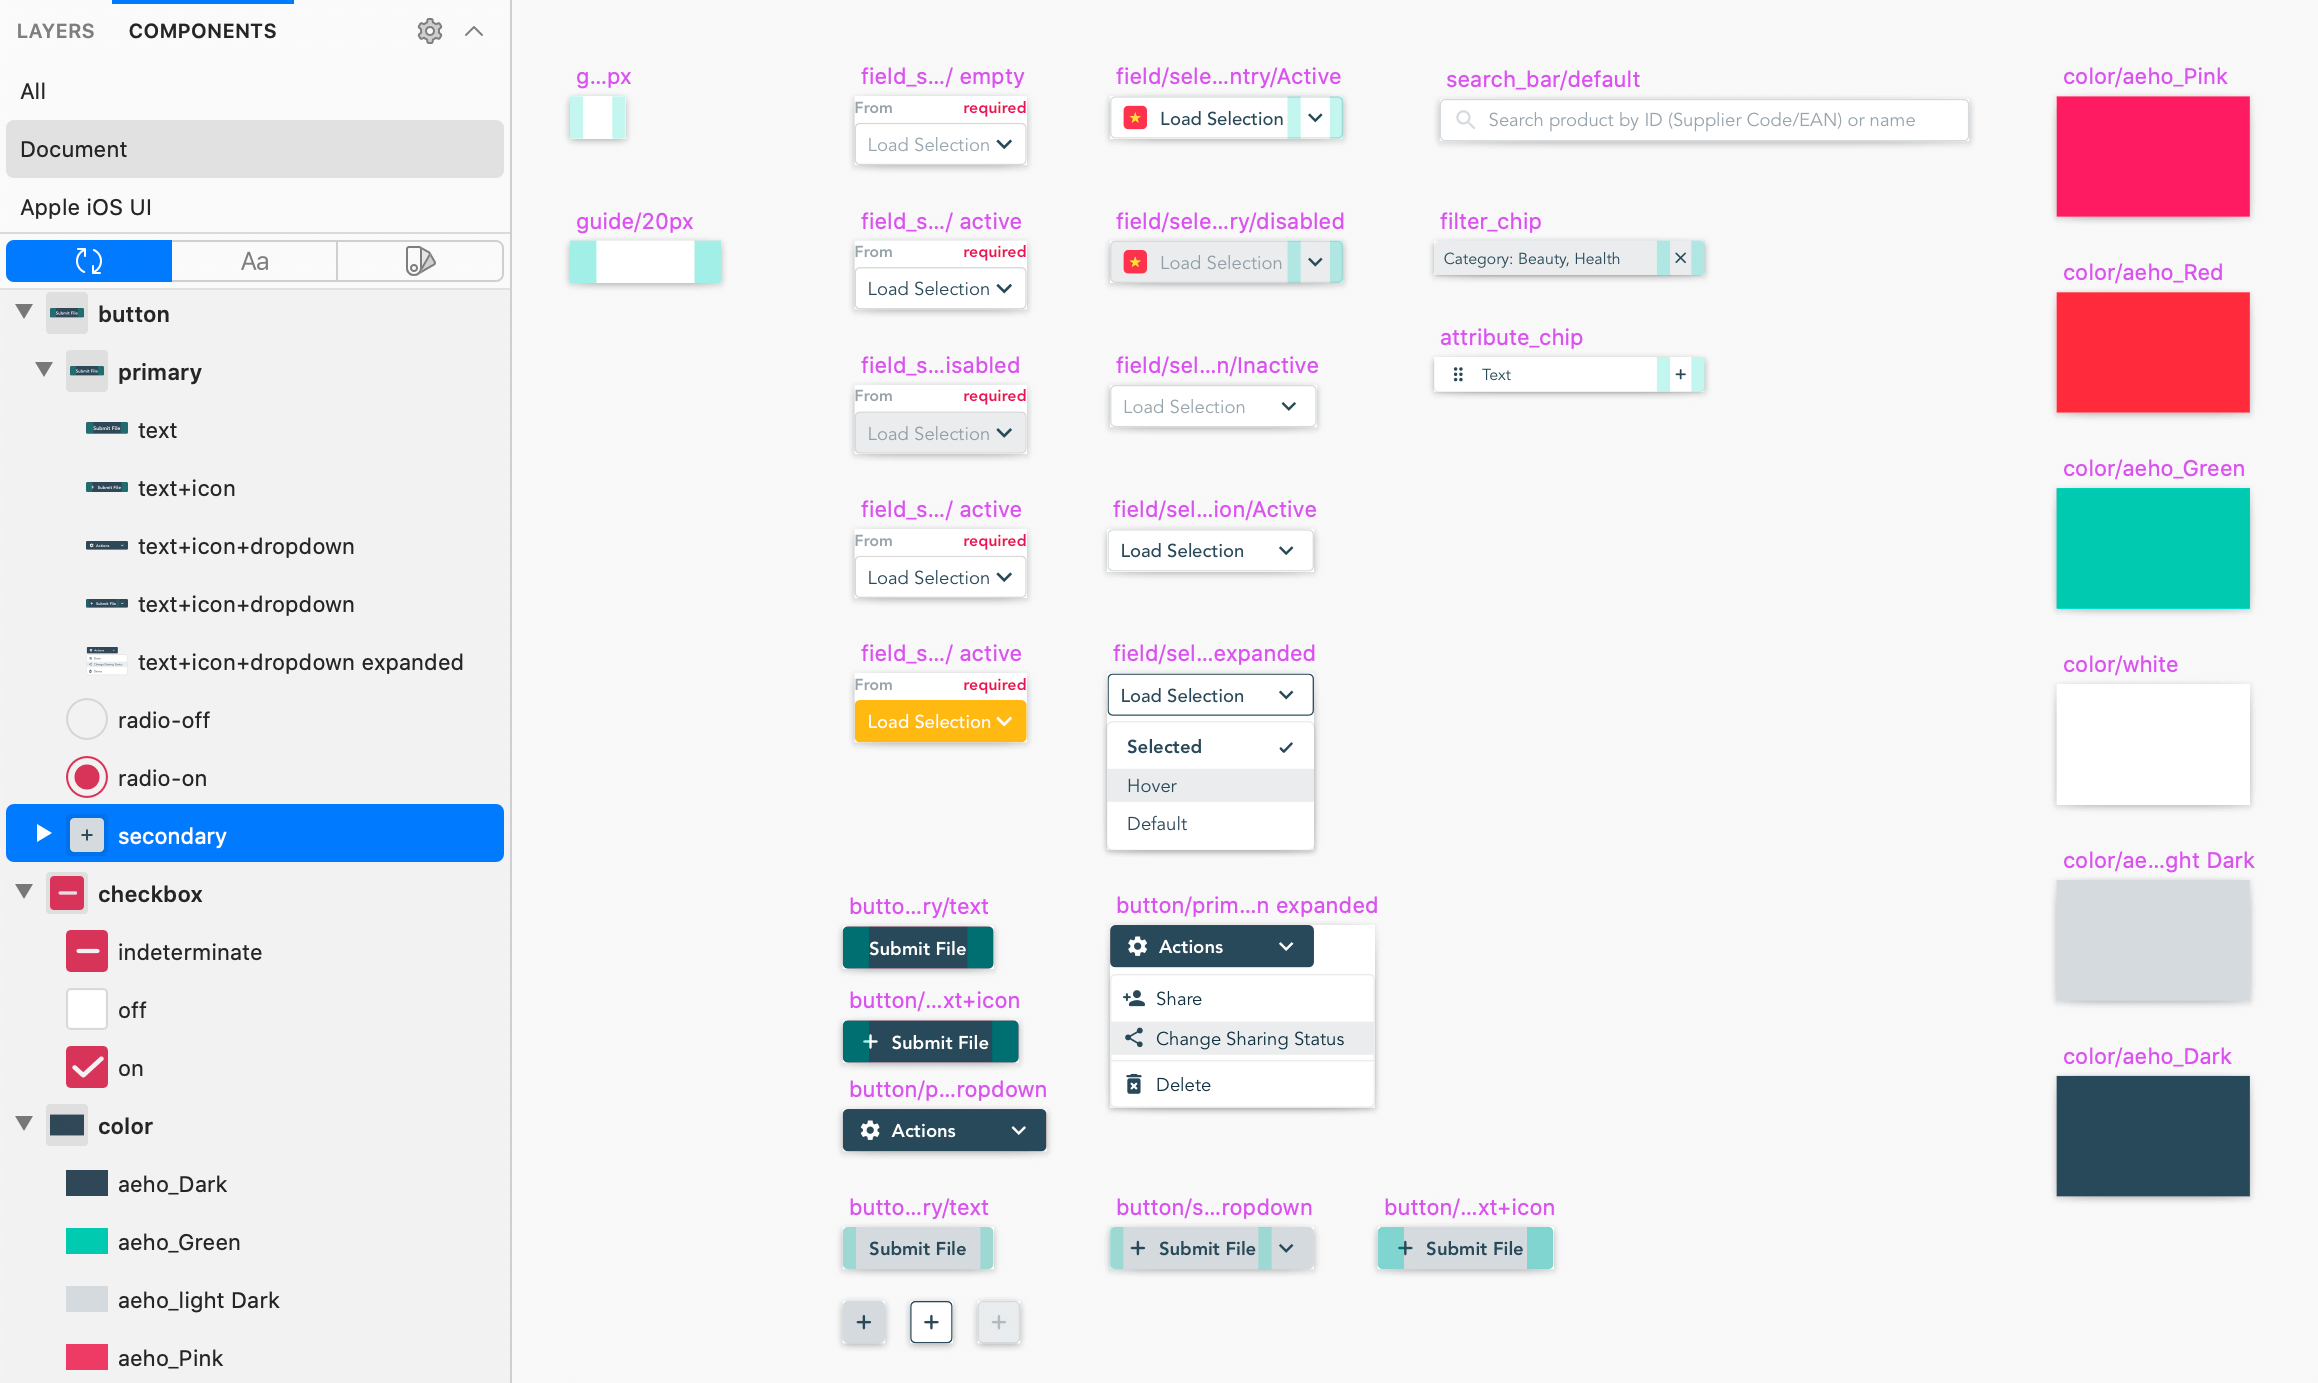 LAYERS
COMPONENTS
All
Document
Apple iOS UI
Aa
button
primary
text
text+icon
text+icon+dropdown
text+icon+dropdown
text+icon+dropdown expanded
radio-off
radio-on
secondary
checkbox
indeterminate
off
on
color
aeho_Dark
aeho_Green
aeho_light Dark
aeho_Pink
g...px
guide/20px
field_s.../ empty
From required
Load Selection
field_s.../ active
From required
Load Selection
field_s...isabled
From required
Load Selection
field_s.../ active
From required
Load Selection
field_s.../ active
From required
Load Selection
field/sele...ntry/Active
Load Selection
field/sele...ry/disabled
Load Selection
field/sel...n/Inactive
Load Selection
field/sel...ion/Active
Load Selection
field/sel...expanded
Load Selection
Selected
Hover
Default
search_bar/default
Search product by ID (Supplier Code/EAN) or name
filter_chip
Category: Beauty, Health
attribute_chip
Text
butto...ry/text
Submit File
button/...xt+icon
Submit File
button/p...ropdown
Actions
button/prim...n expanded
Actions
Share
Change Sharing Status
Delete
butto...ry/text
Submit File
button/s...ropdown
Submit File
button/...xt+icon
Submit File
color/aeho_Pink
color/aeho_Red
color/aeho_Green
color/white
color/ae...ght Dark
color/aeho_Dark